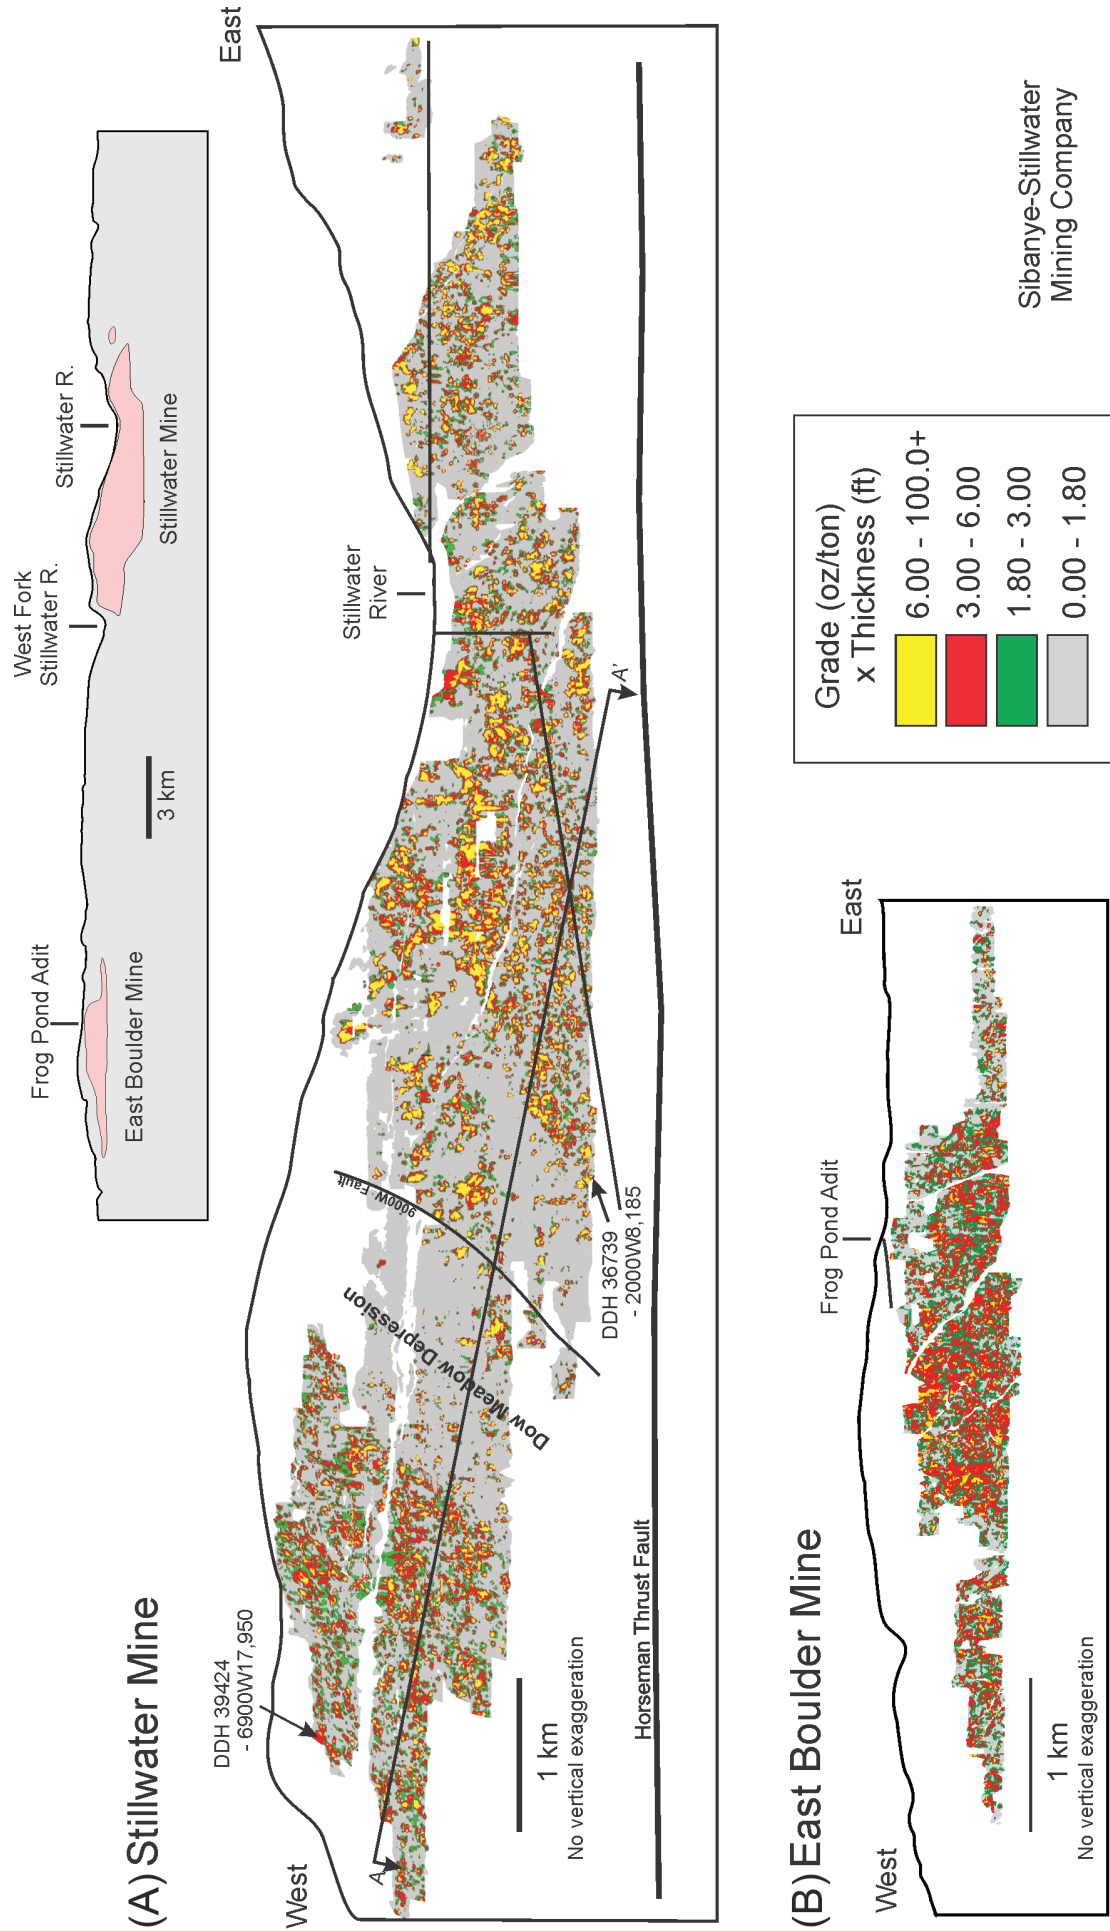 Frog Pond Adit
West Fork
Stillwater R.
Stillwater R.
East Boulder Mine
3 km
Stillwater Mine
(A) Stillwater Mine
West
East
DDH 39424
- 6900W17,950
Stillwater
River
9000W Fault
Dow Meadow Depression
A
A'
DDH 36739
- 2000W8,185
1 km
No vertical exaggeration
Horseman Thrust Fault
(B) East Boulder Mine
West
Frog Pond Adit
East
1 km
No vertical exaggeration
Grade (oz/ton)
x Thickness (ft)
6.00 - 100.0+
3.00 - 6.00
1.80 - 3.00
0.00 - 1.80
Sibanye-Stillwater
Mining Company